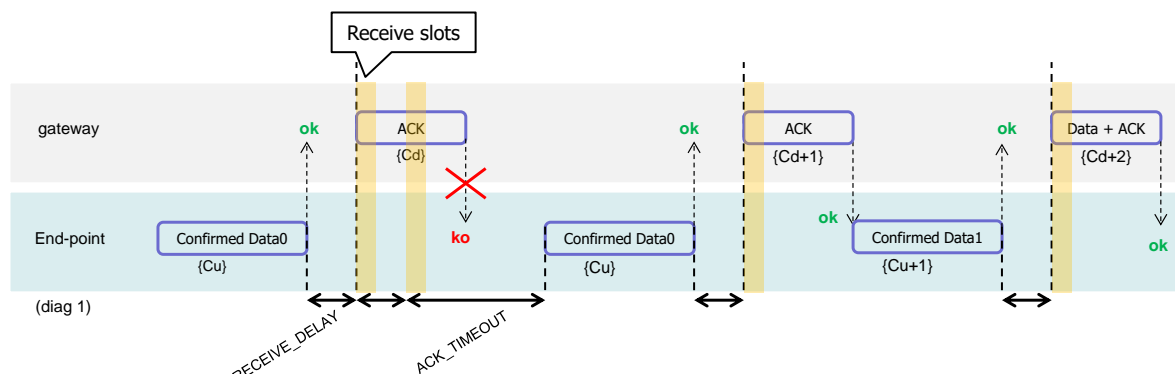 Receive slots
gateway
ok
ACK
{Cd}
ok
ACK
{Cd+1}
ok
Data + ACK
{Cd+2}
End-point
Confirmed Data0
{Cu}
ko
Confirmed Data0
{Cu}
ok
Confirmed Data1
{Cu+1}
ok
(diag 1)
RECEIVE_DELAY
ACK_TIMEOUT